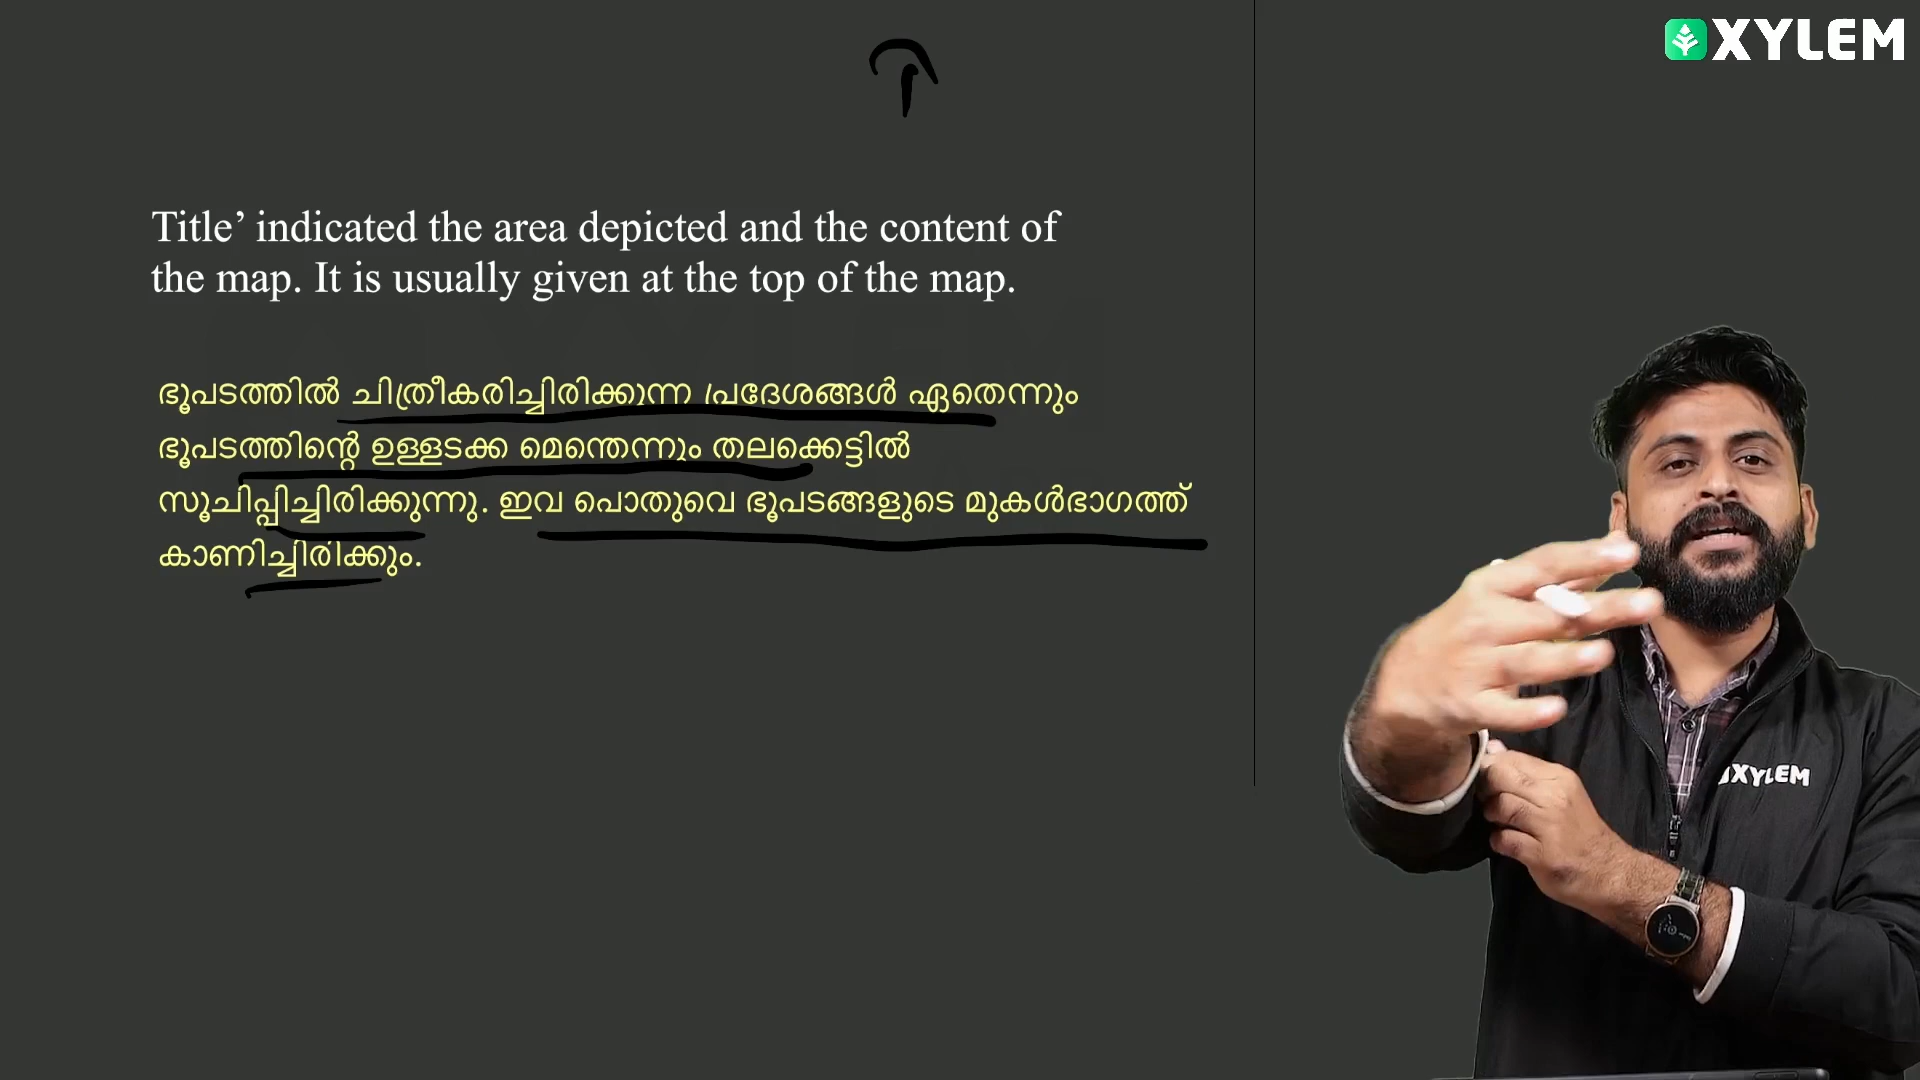 XYLEM
Title’ indicated the area depicted and the content of
the map. It is usually given at the top of the map.
ഭൂപടത്തിൽ ചിത്രീകരിച്ചിരിക്കുന്ന പ്രദേശങ്ങൾ ഏതെന്നും
ഭൂപടത്തിന്റെ ഉള്ളടക്ക മെന്തെന്നും തലക്കെട്ടിൽ
സൂചിപ്പിച്ചിരിക്കുന്നു. ഇവ പൊതുവെ ഭൂപടങ്ങളുടെ മുകൾഭാഗത്ത്
കാണിച്ചിരിക്കും.
XYLEM